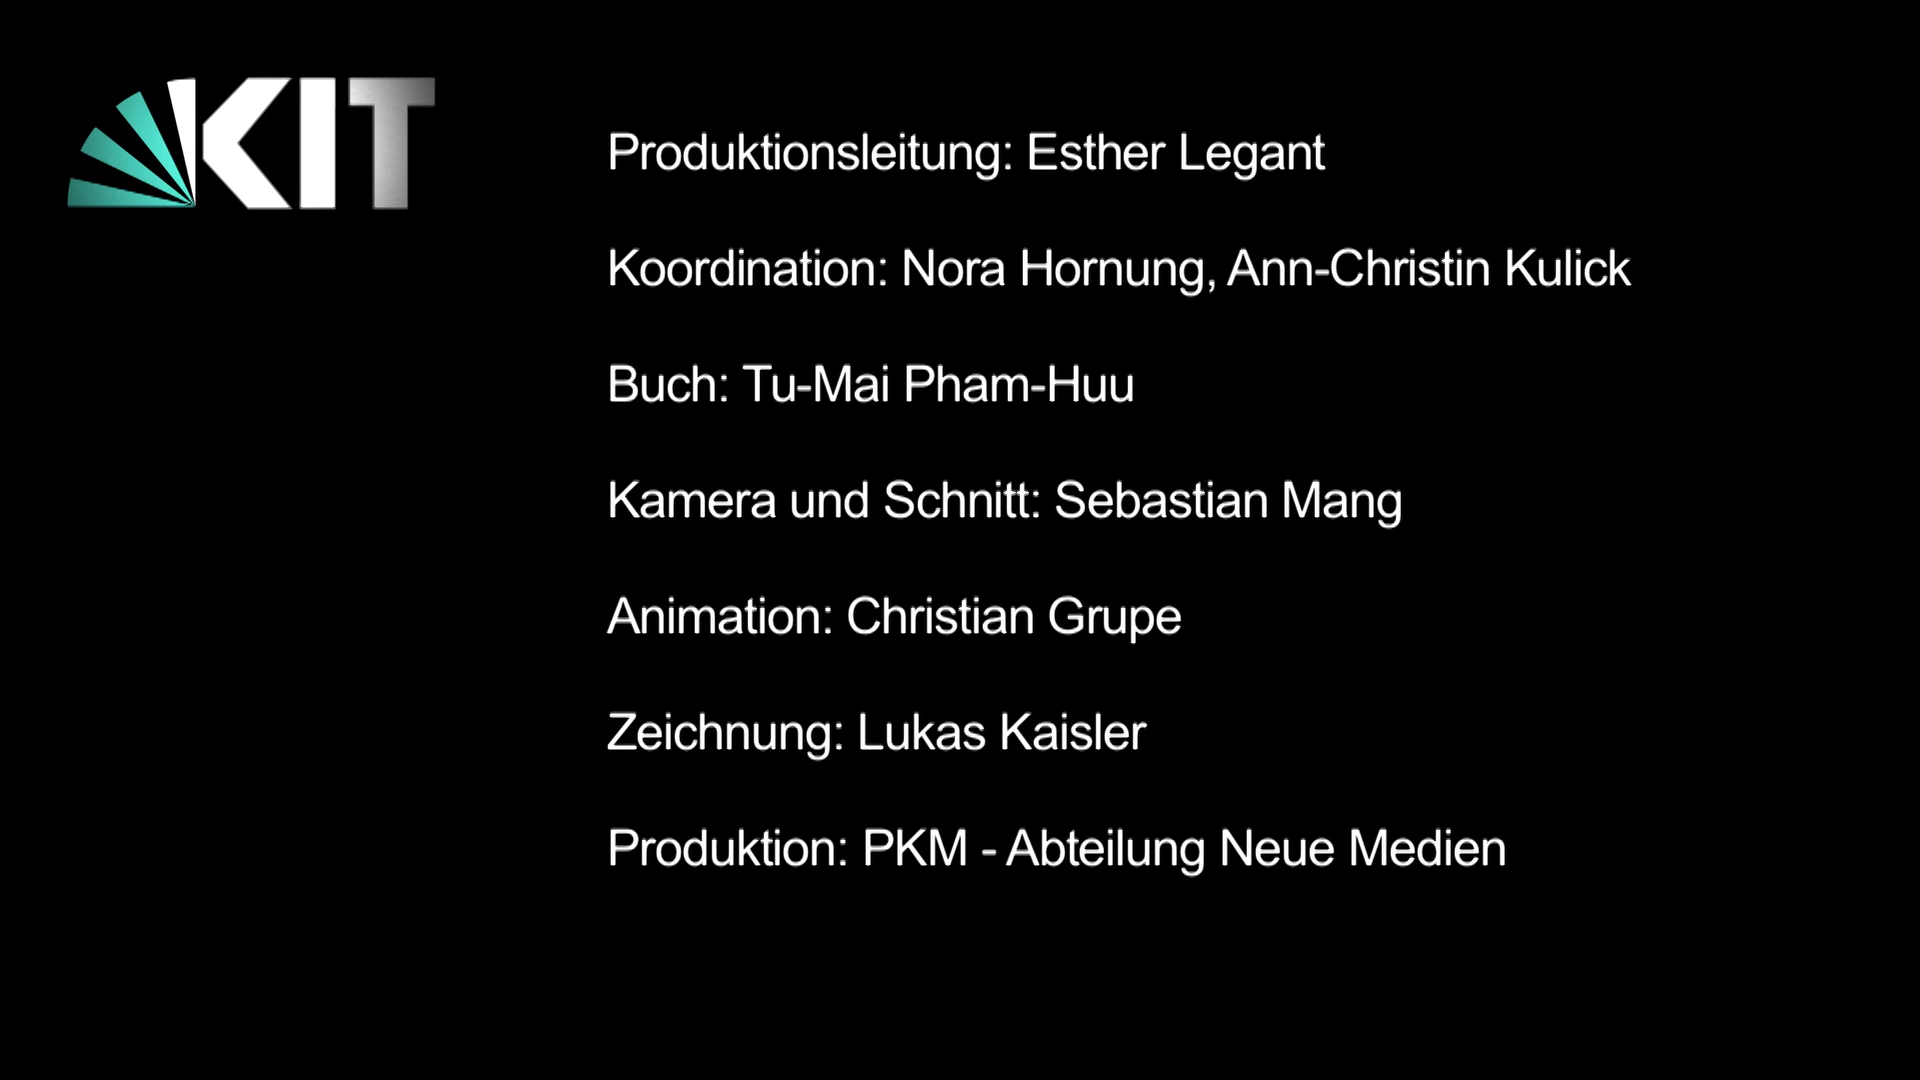 KIT
Produktionsleitung: Esther Legant
Koordination: Nora Hornung, Ann-Christin Kulick
Buch: Tu-Mai Pham-Huu
Kamera und Schnitt: Sebastian Mang
Animation: Christian Grupe
Zeichnung: Lukas Kaisler
Produktion: PKM - Abteilung Neue Medien